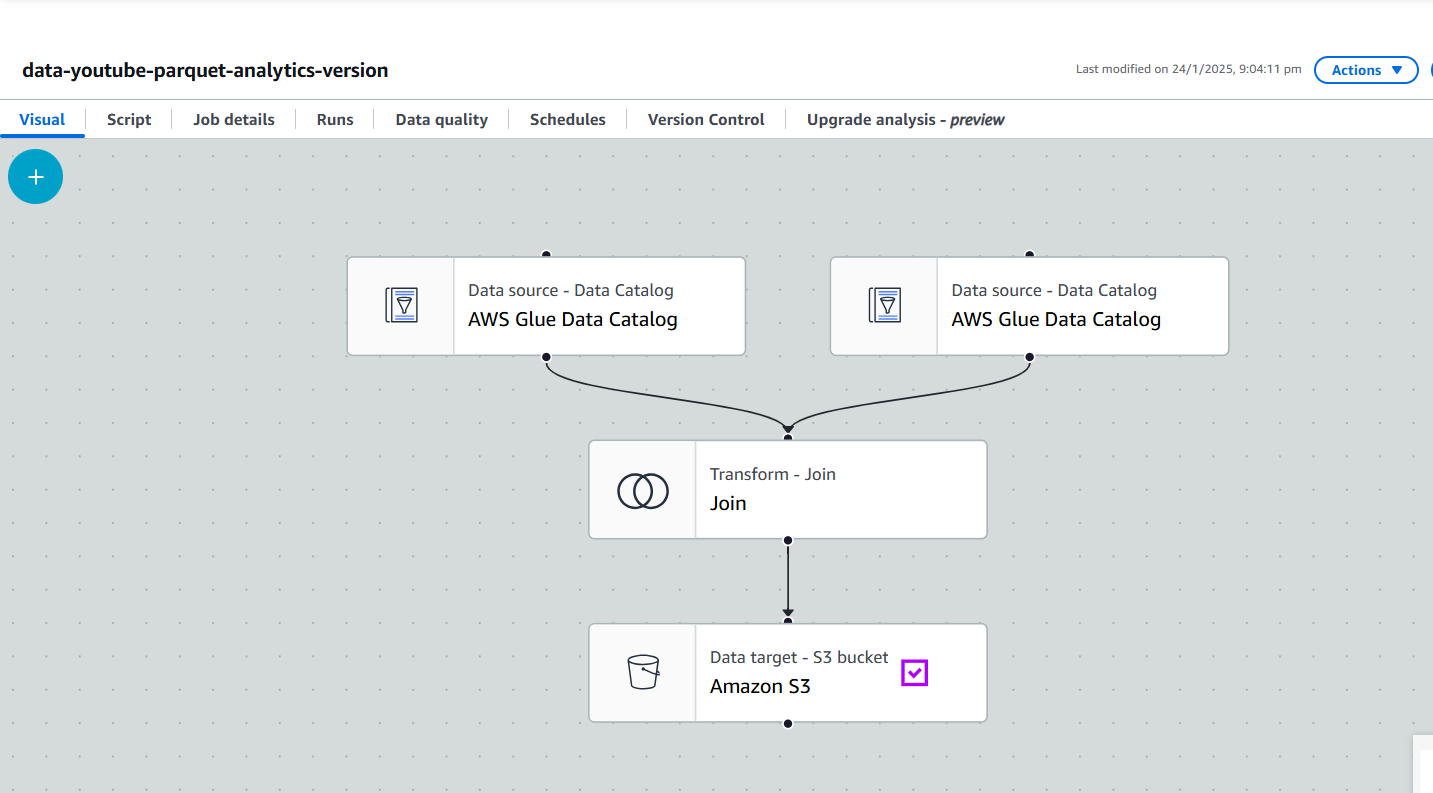 data-youtube-parquet-analytics-version
Last modified on 24/1/2025, 9:04:11 pm
Actions
Visual
Script
Job details
Runs
Data quality
Schedules
Version Control
Upgrade analysis - preview
Data source - Data Catalog
AWS Glue Data Catalog
Data source - Data Catalog
AWS Glue Data Catalog
Transform - Join
Join
Data target - S3 bucket
Amazon S3